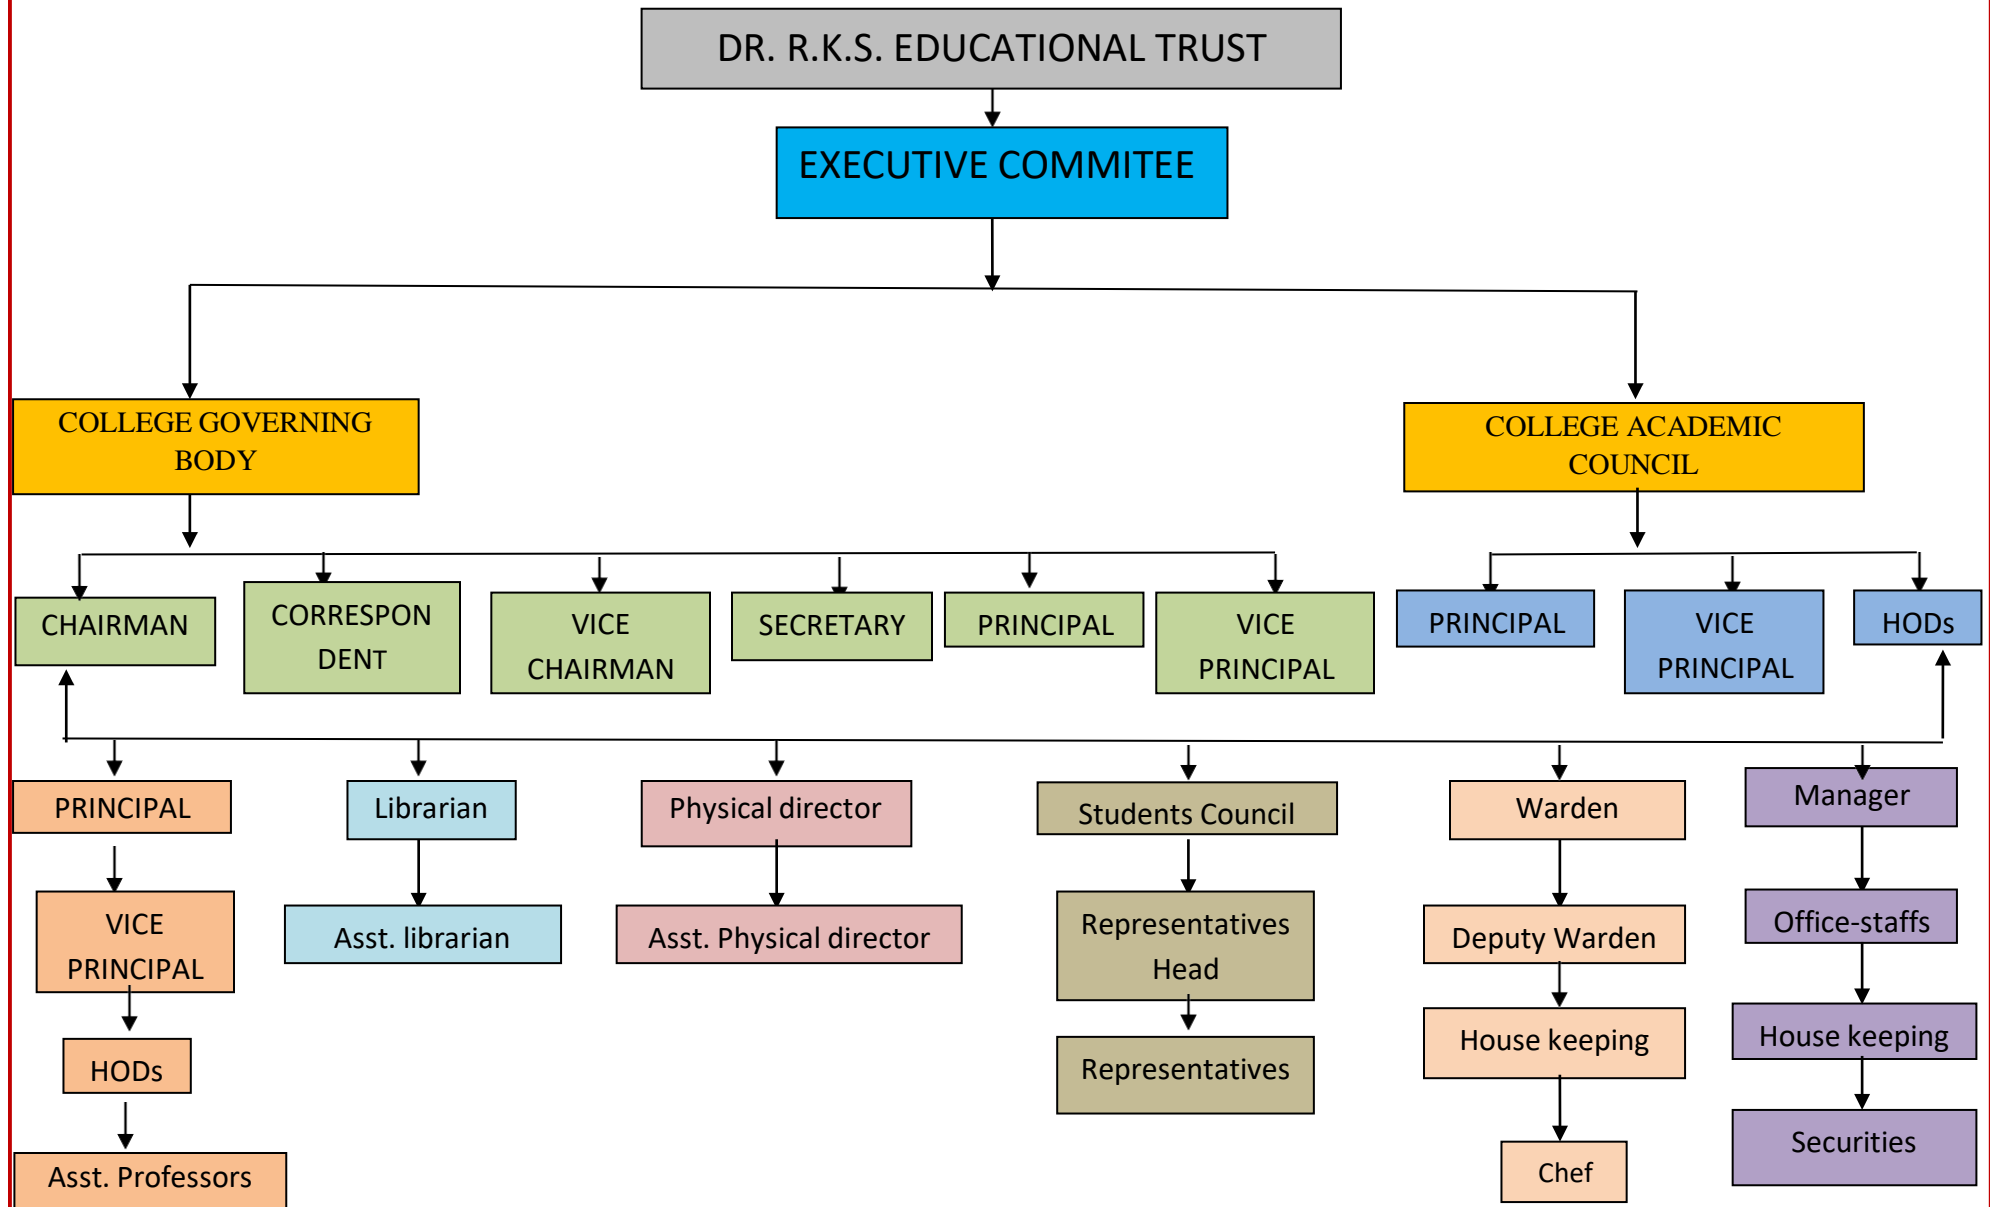 DR. R.K.S. EDUCATIONAL TRUST
EXECUTIVE COMMITEE
COLLEGE GOVERNING
BODY
COLLEGE ACADEMIC
COUNCIL
CHAIRMAN
CORRESPON
DENT
VICE
CHAIRMAN
SECRETARY
PRINCIPAL
VICE
PRINCIPAL
PRINCIPAL
VICE
PRINCIPAL
HODs
PRINCIPAL
Librarian
Physical director
Students Council
Warden
Manager
VICE
PRINCIPAL
Asst. librarian
Asst. Physical director
Representatives
Head
Deputy Warden
Office-staffs
HODs
Representatives
House keeping
House keeping
Asst. Professors
Chef
Securities